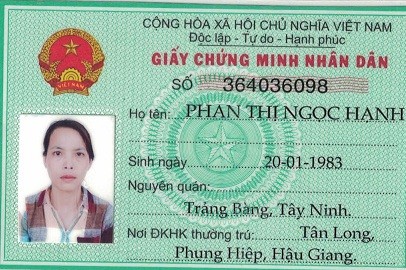 CỘNG HÒA XÃ HỘI CHỦ NGHĨA VIỆT NAM
Độc lập - Tự do - Hạnh phúc
GIẤY CHỨNG MINH NHÂN DÂN
SỐ 364036098
Họ tên: PHAN THỊ NGỌC HẠNH
Sinh ngày 20-01-1983
Nguyên quán:
Trảng Bàng, Tây Ninh.
Nơi ĐKHK thường trú: Tân Long,
Phụng Hiệp, Hậu Giang.
VIỆT NAM